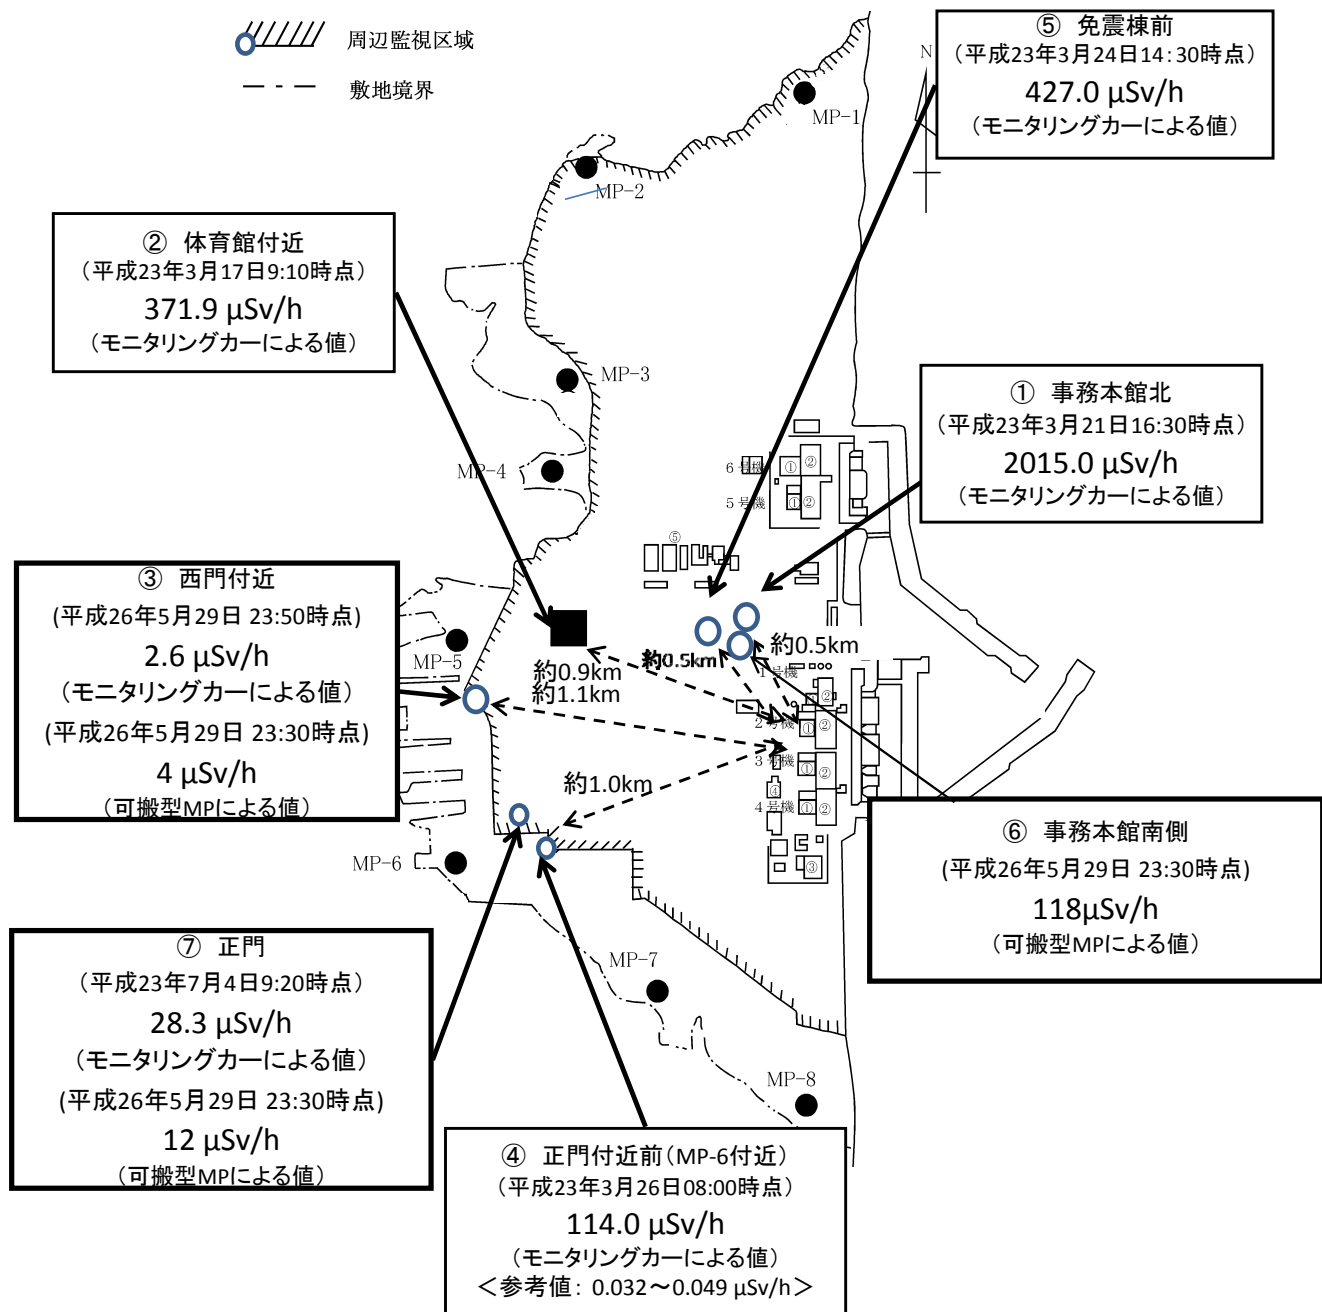 周辺監視区域
敷地境界
⑤ 免震棟前
(平成23年3月24日14:30時点)
427.0 μSv/h
(モニタリングカーによる値)
N
MP-1
MP-2
② 体育館付近
(平成23年3月17日9:10時点)
371.9 μSv/h
(モニタリングカーによる値)
MP-3
① 事務本館北
(平成23年3月21日16:30時点)
2015.0 μSv/h
(モニタリングカーによる値)
MP-4
6号機
① ②
5号機
① ②
⑤
③ 西門付近
(平成26年5月29日 23:50時点)
2.6 μSv/h
(モニタリングカーによる値)
(平成26年5月29日 23:30時点)
4 μSv/h
(可搬型MPによる値)
MP-5
約0.5km
約0.5km
約0.9km
約1.1km
1号機
②
2号機
① ②
3号機
① ②
④
4号機
① ②
③
約1.0km
MP-6
⑥ 事務本館南側
(平成26年5月29日 23:30時点)
118μSv/h
(可搬型MPによる値)
⑦ 正門
(平成23年7月4日9:20時点)
28.3 μSv/h
(モニタリングカーによる値)
(平成26年5月29日 23:30時点)
12 μSv/h
(可搬型MPによる値)
MP-7
MP-8
④ 正門付近前(MP-6付近)
(平成23年3月26日08:00時点)
114.0 μSv/h
(モニタリングカーによる値)
<参考値: 0.032~0.049 μSv/h>